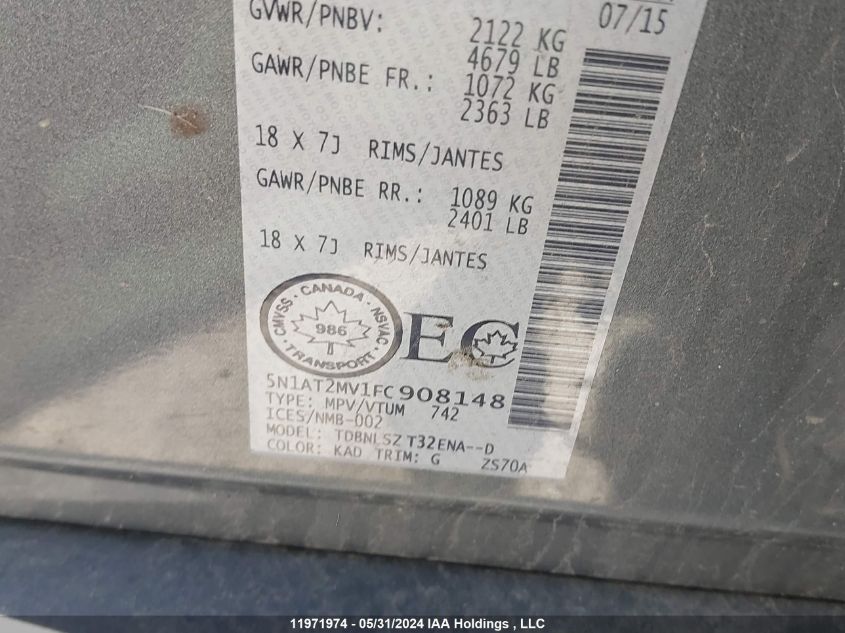 07/15
GVWR/PNBV: 2122 KG
4679 LB
GAWR/PNBE FR.: 1072 KG
2363 LB
18 X 7J RIMS/JANTES
GAWR/PNBE RR.: 1089 KG
2401 LB
18 X 7J RIMS/JANTES
CMVSS · CANADA · NSVAC
986
TRANSPORT
EC
5N1AT2MV1FC908148
TYPE: MPV/VTUM 742
ICES/NMB-002
MODEL: TDBNLSZ T32ENA--D
COLOR: KAD TRIM: G ZS70A
11971974 - 05/31/2024 IAA Holdings , LLC